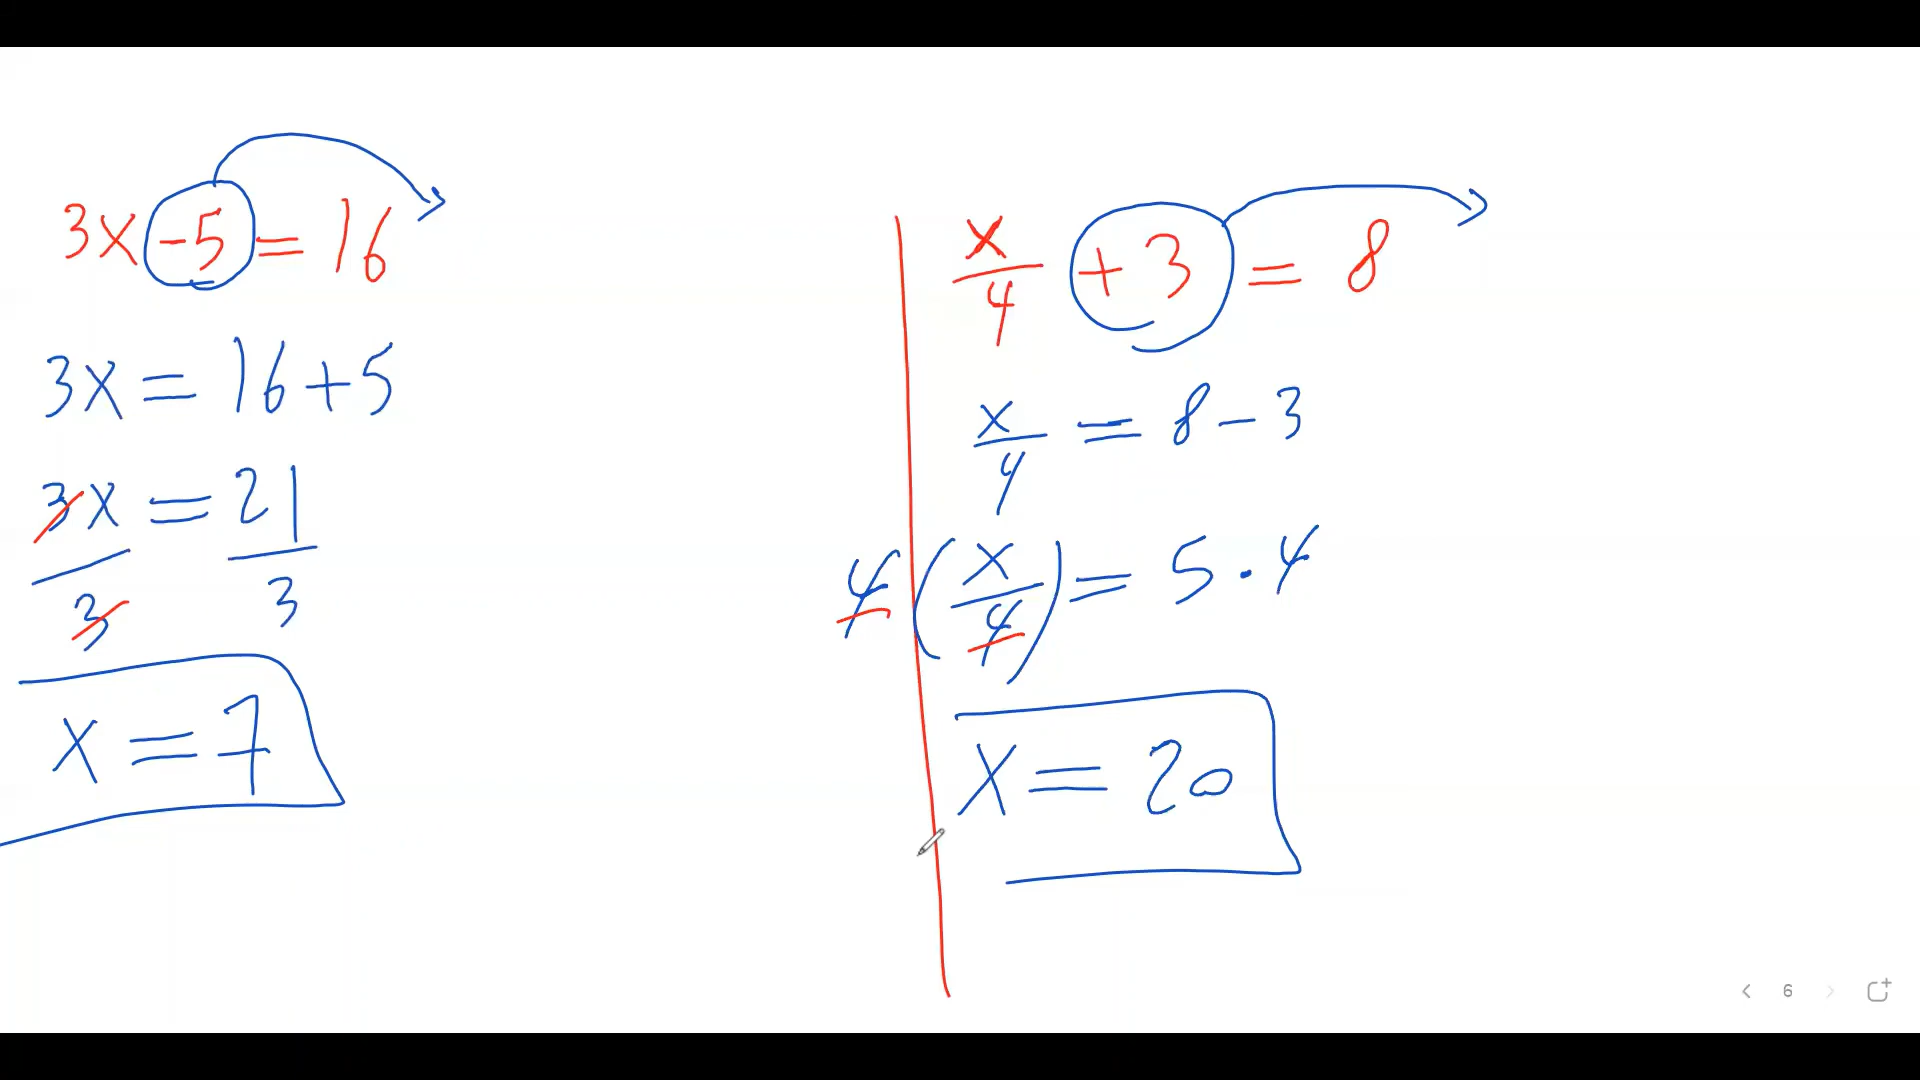 3x -5 = 16
3x = 16+5
3x/3 = 21/3
x = 7
x/4 + 3 = 8
x/4 = 8 - 3
4(x/4) = 5 · 4
x = 20
6